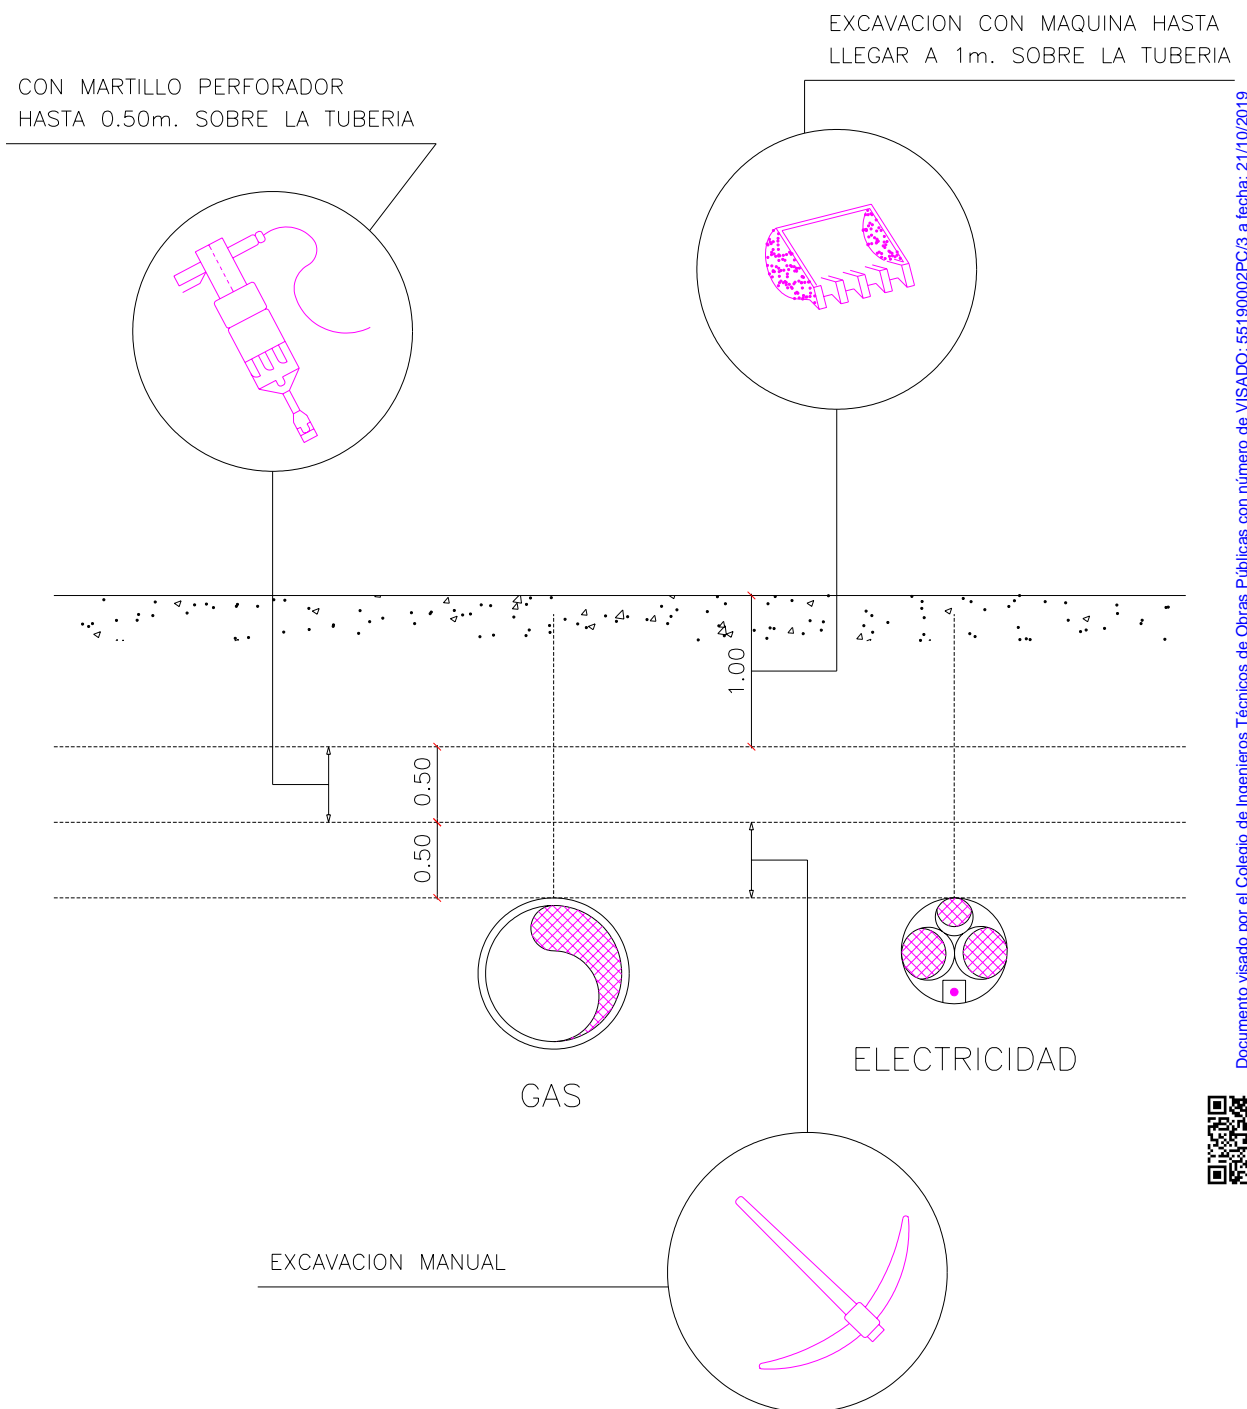 EXCAVACION CON MAQUINA HASTA
LLEGAR A 1m. SOBRE LA TUBERIA
CON MARTILLO PERFORADOR
HASTA 0.50m. SOBRE LA TUBERIA
1.00
0.50
0.50
GAS
ELECTRICIDAD
EXCAVACION MANUAL
Documento visado por el Colegio de Ingenieros Técnicos de Obras Públicas con número de VISADO: 55190002PC/3 a fecha: 21/10/2019